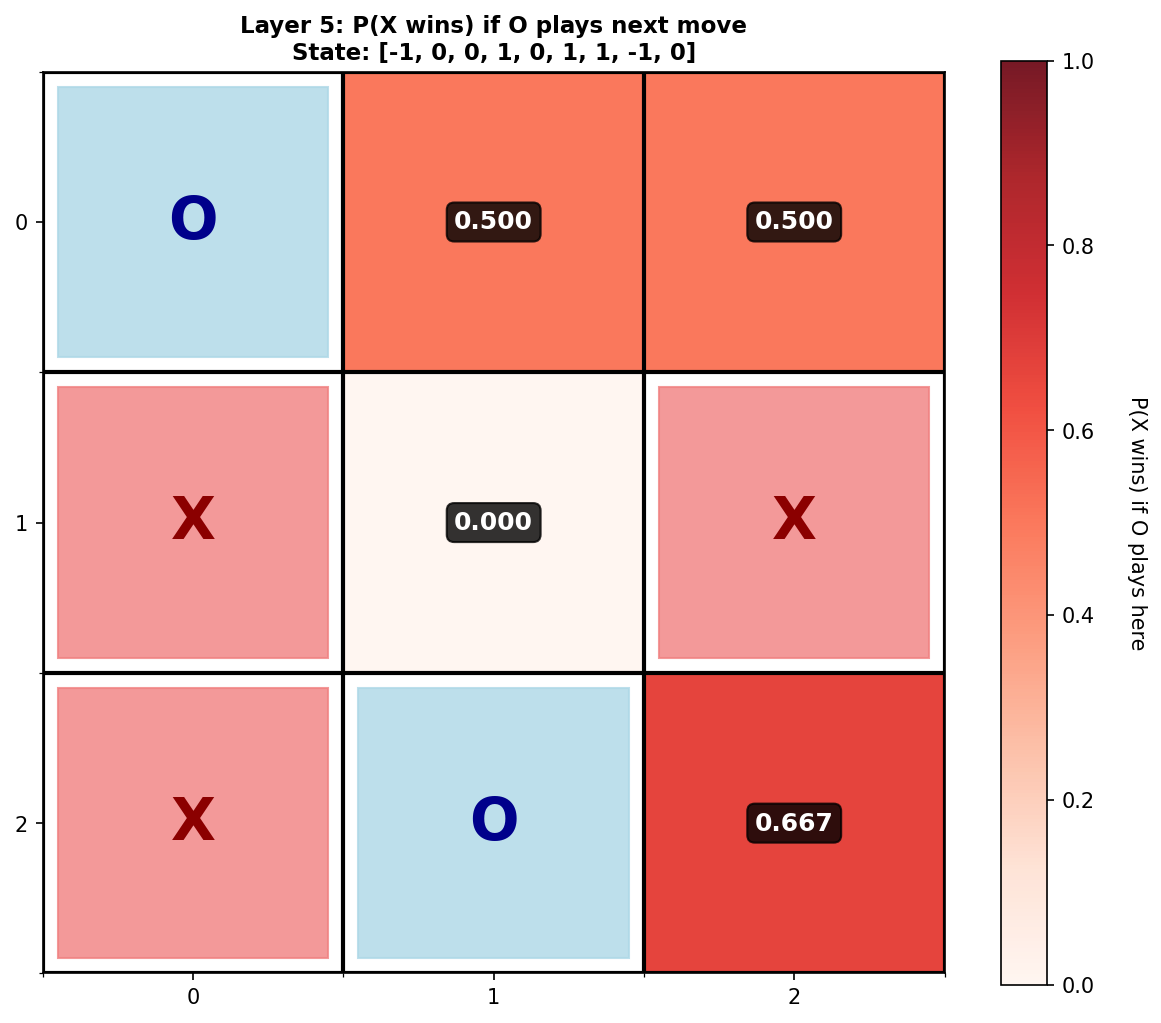 Layer 5: P(X wins) if O plays next move
State: [-1, 0, 0, 1, 0, 1, 1, -1, 0]
0
O
0.500
0.500
1
X
0.000
X
2
X
O
0.667
0
1
2
1.0
0.8
0.6
0.4
0.2
0.0
P(X wins) if O plays here